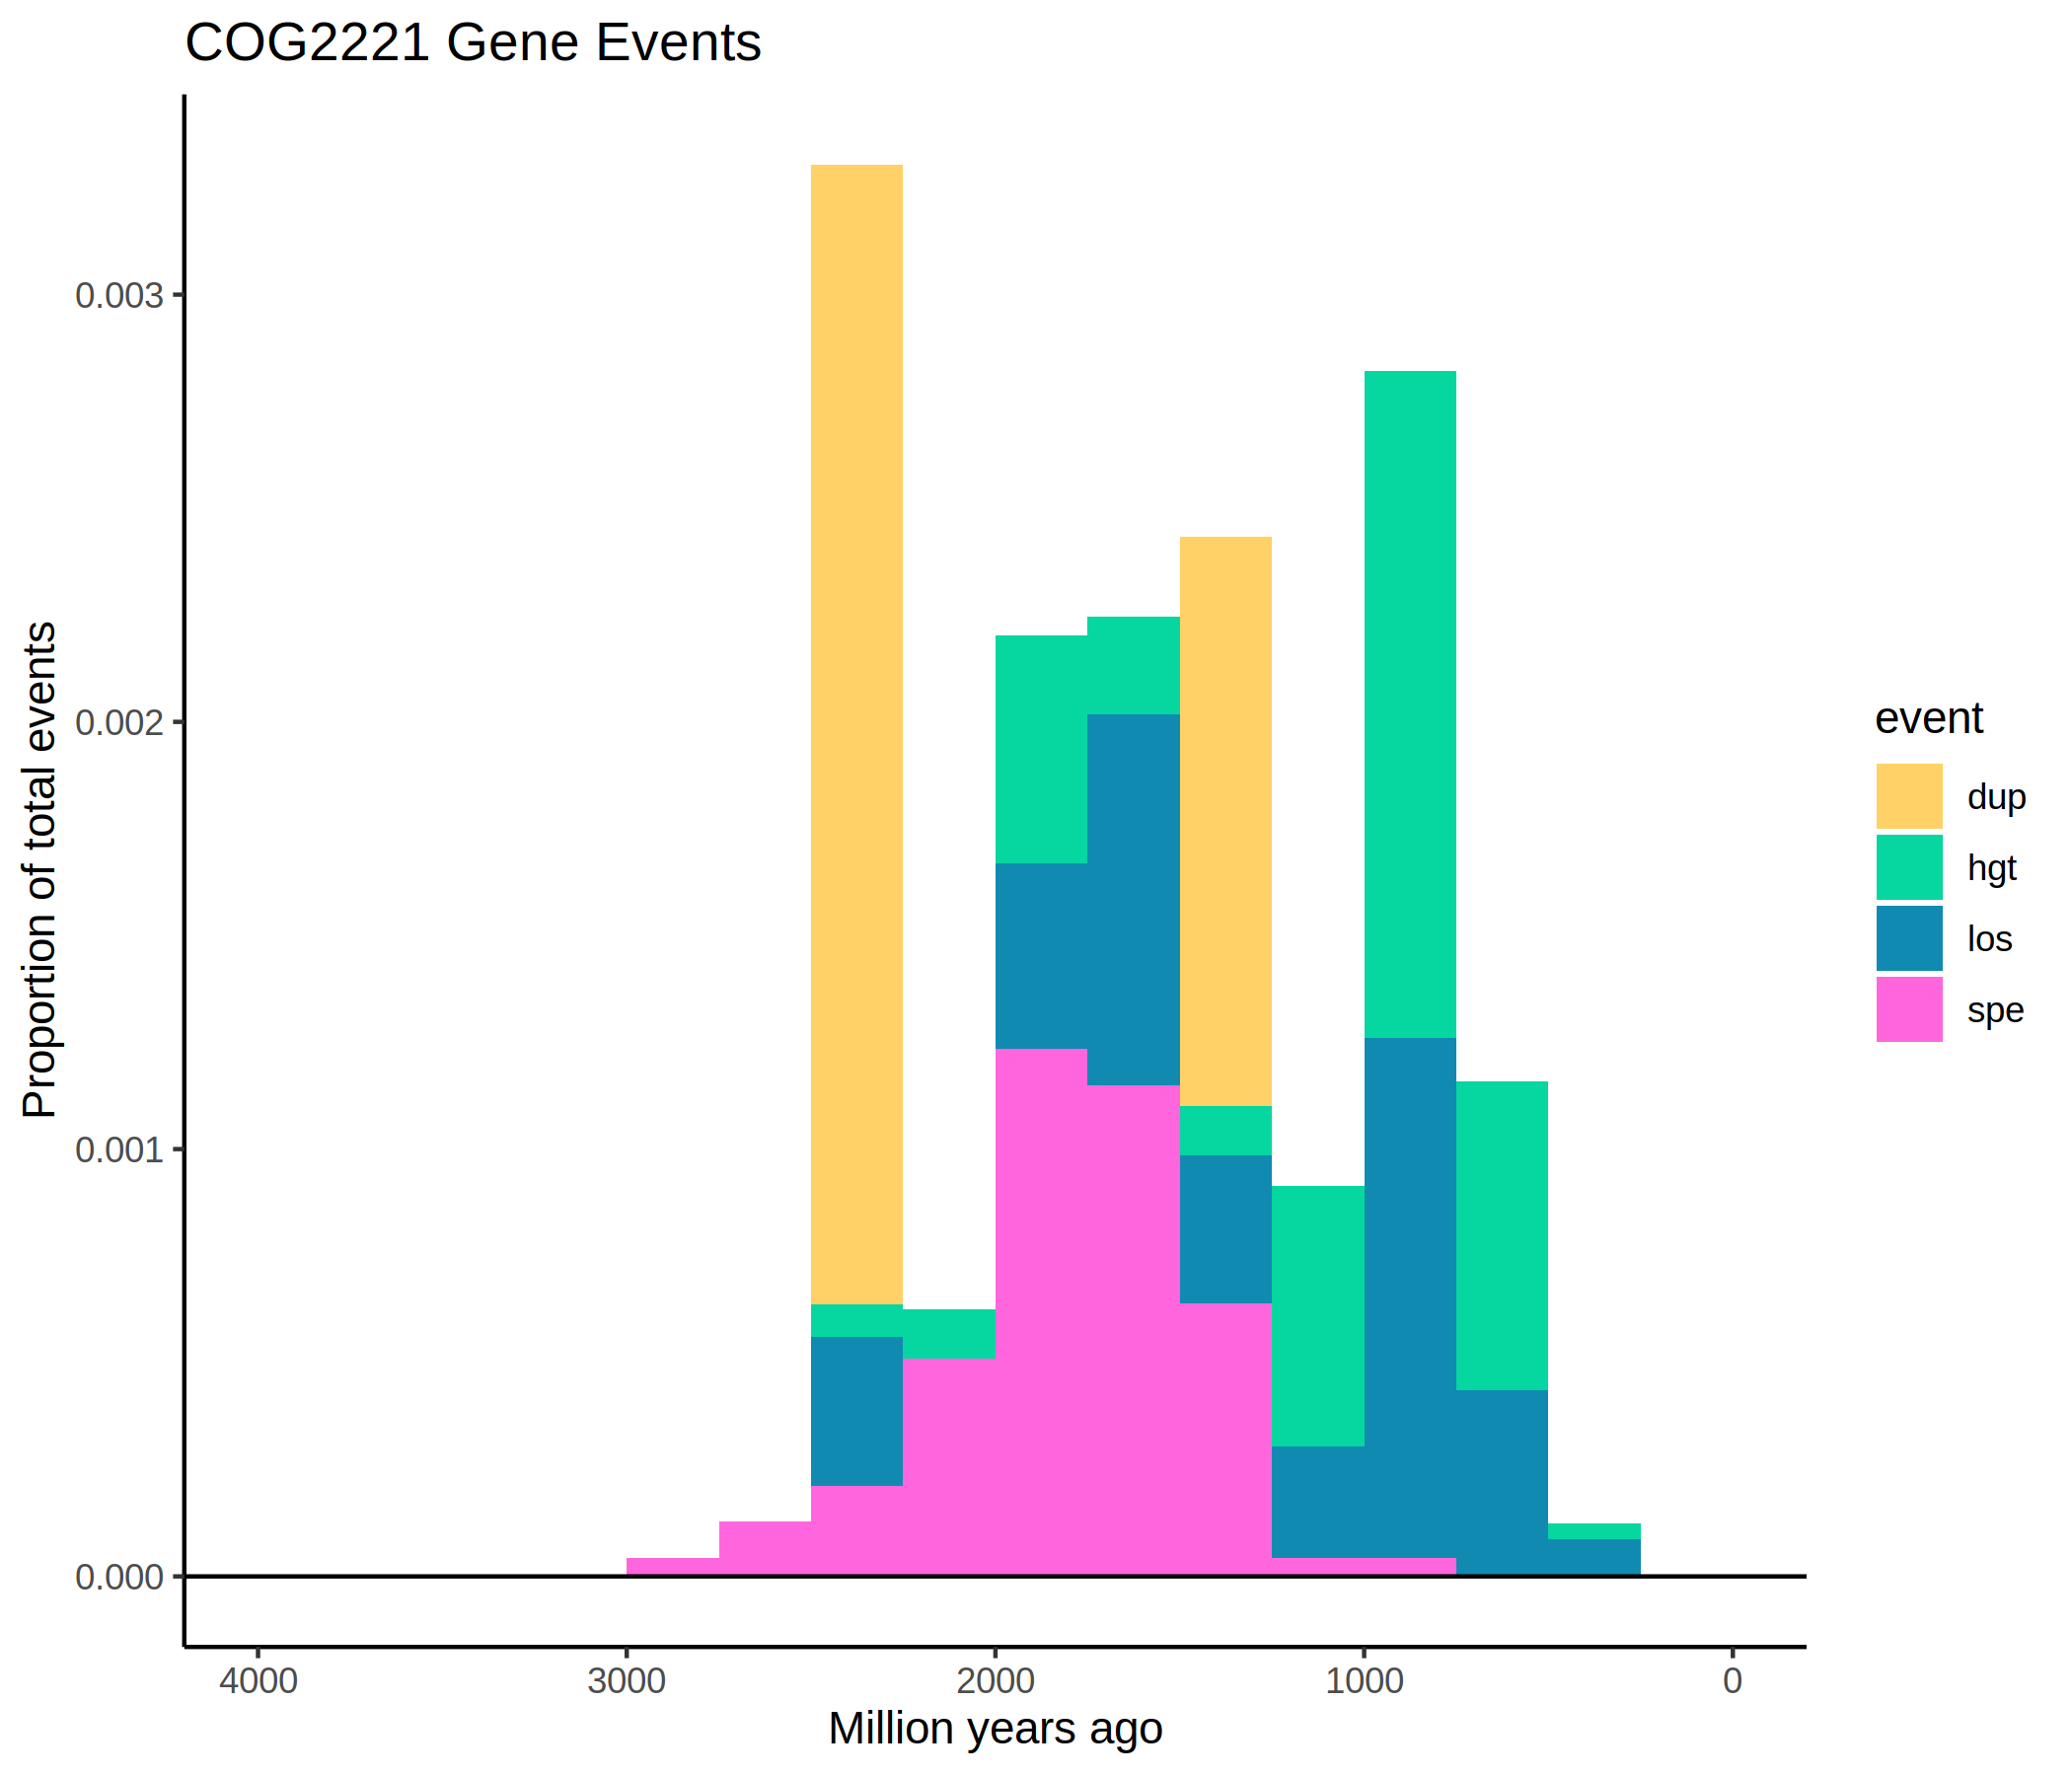 COG2221 Gene Events
Proportion of total events
0.003
0.002
0.001
0.000
4000 3000 2000 1000 0
Million years ago
event
dup
hgt
los
spe